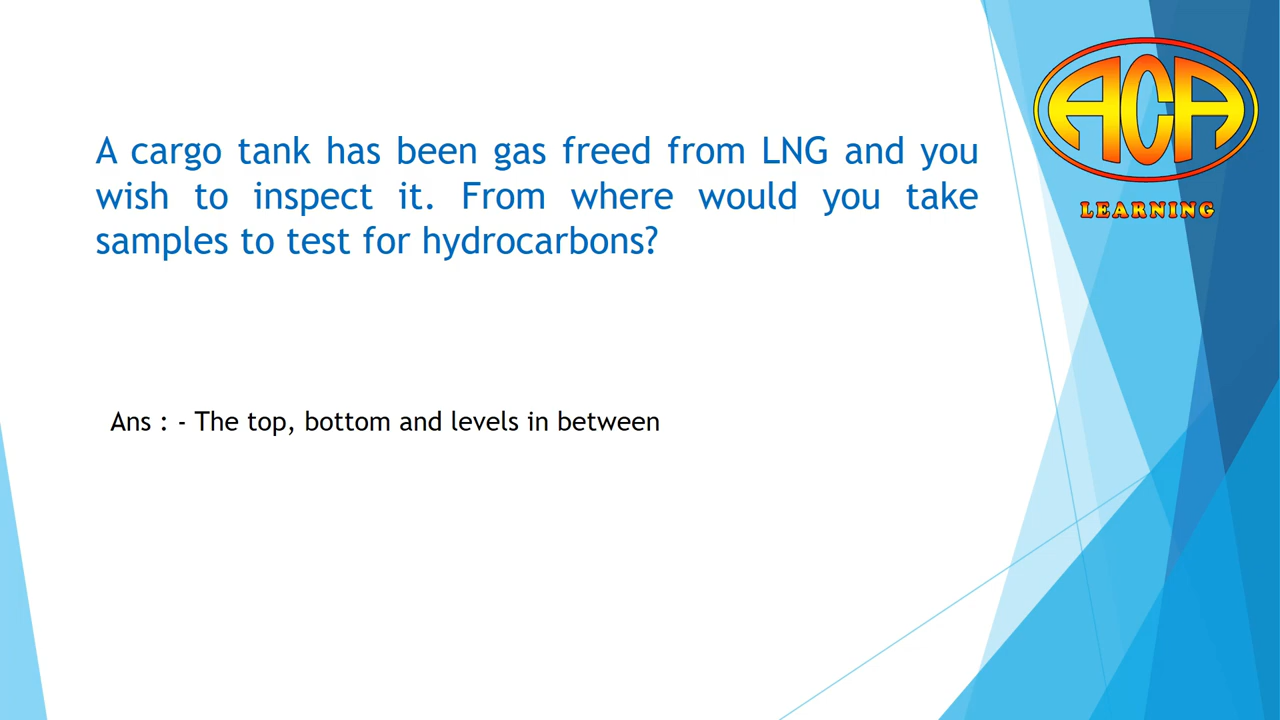 A cargo tank has been gas freed from LNG and you
wish to inspect it. From where would you take
samples to test for hydrocarbons?
Ans : - The top, bottom and levels in between
ACA
LEARNING